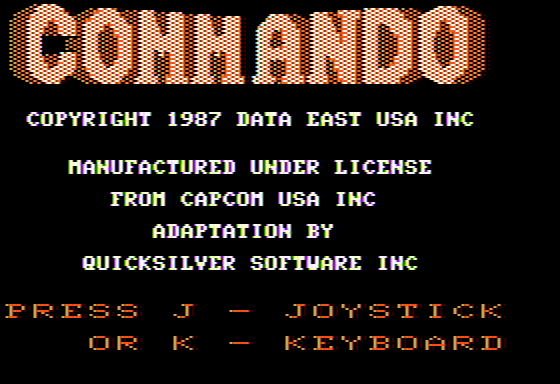 COMMANDO
COPYRIGHT 1987 DATA EAST USA INC
MANUFACTURED UNDER LICENSE
FROM CAPCOM USA INC
ADAPTATION BY
QUICKSILVER SOFTWARE INC
PRESS J - JOYSTICK
OR K - KEYBOARD